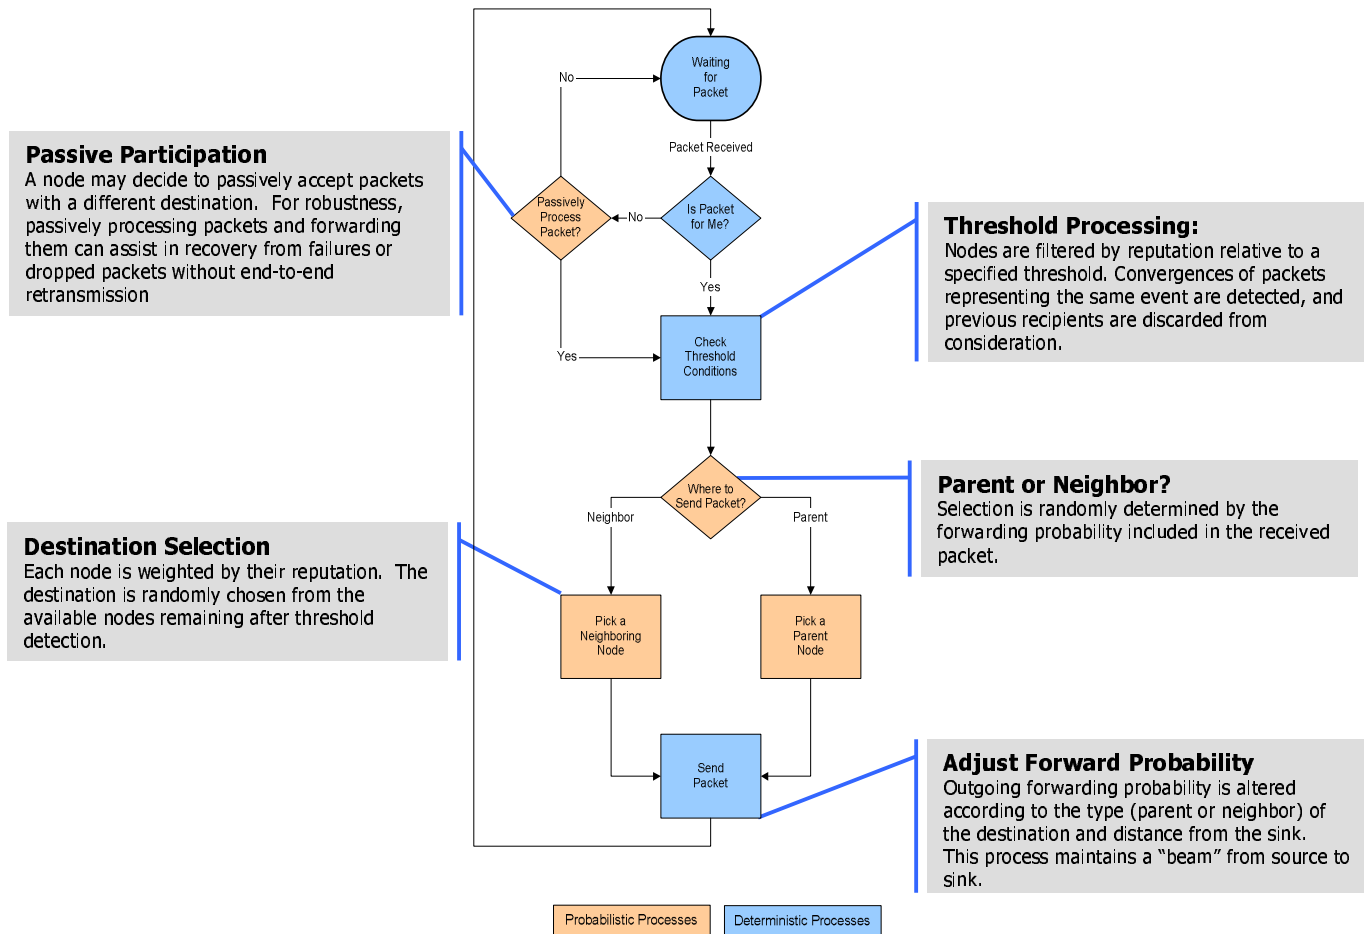 Waiting
for
Packet
No
Packet Received
Passive Participation
A node may decide to passively accept packets
with a different destination.  For robustness,
passively processing packets and forwarding
them can assist in recovery from failures or
dropped packets without end-to-end
retransmission
Passively
Process
Packet?
No
Is Packet
for Me?
Threshold Processing:
Nodes are filtered by reputation relative to a
specified threshold. Convergences of packets
representing the same event are detected, and
previous recipients are discarded from
consideration.
Yes
Yes
Check
Threshold
Conditions
Where to
Send Packet?
Neighbor
Parent
Parent or Neighbor?
Selection is randomly determined by the
forwarding probability included in the received
packet.
Destination Selection
Each node is weighted by their reputation.  The
destination is randomly chosen from the
available nodes remaining after threshold
detection.
Pick a
Neighboring
Node
Pick a
Parent
Node
Send
Packet
Adjust Forward Probability
Outgoing forwarding probability is altered
according to the type (parent or neighbor) of
the destination and distance from the sink.
This process maintains a “beam” from source to
sink.
Probabilistic Processes
Deterministic Processes